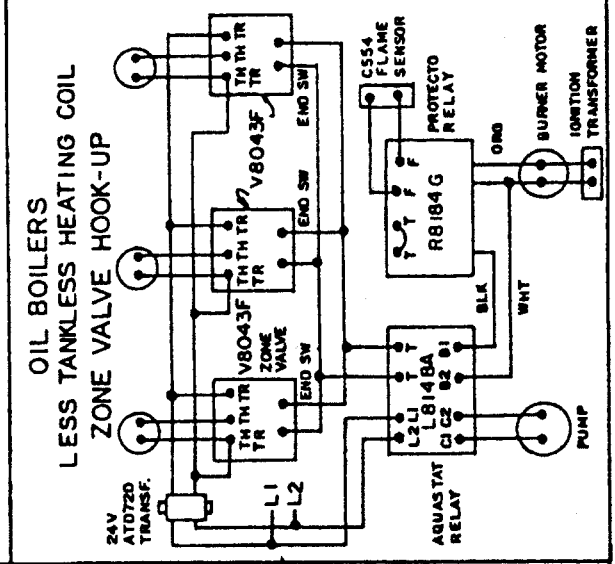 OIL BOILERS
LESS TANKLESS HEATING COIL
ZONE VALVE HOOK-UP
24V
AT072D
TRANSF.
L1
L2
TH TH TR
TR
V8043F
ZONE
VALVE
END SW
TH TH TR
TR
V8043F
END SW
TH TH TR
TR
END SW
AQUASTAT
RELAY
L2 L1 T T
L8148A
C1 C2 B2 B1
PUMP
BLK
WHT
T T F F
R8184G
PROTECTO
RELAY
C554
FLAME
SENSOR
ORG
BURNER MOTOR
IGNITION
TRANSFORMER